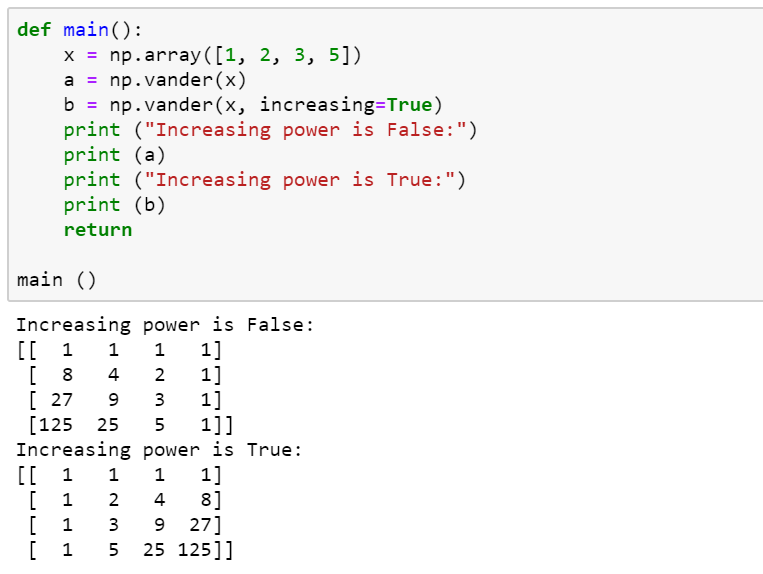 def main():
    x = np.array([1, 2, 3, 5])
    a = np.vander(x)
    b = np.vander(x, increasing=True)
    print ("Increasing power is False:")
    print (a)
    print ("Increasing power is True:")
    print (b)
    return

main ()
Increasing power is False:
[[  1   1   1   1]
 [  8   4   2   1]
 [ 27   9   3   1]
 [125  25   5   1]]
Increasing power is True:
[[  1   1   1   1]
 [  1   2   4   8]
 [  1   3   9  27]
 [  1   5  25 125]]